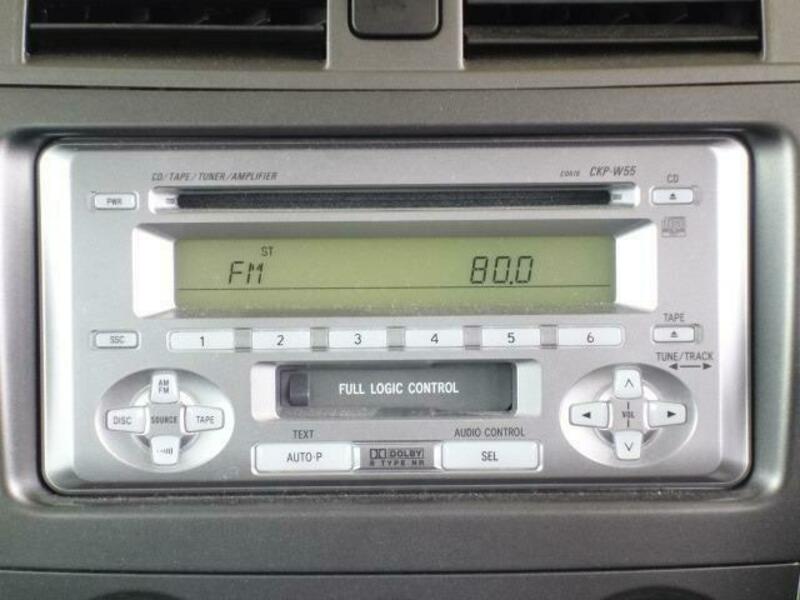 CD/TAPE/TUNER/AMPLIFIER
CKP-W55
CD
PWR
ST
FM 80.0
TAPE
SSC
1 2 3 4 5 6
TUNE/TRACK
AM
FM
FULL LOGIC CONTROL
DISC SOURCE TAPE
VOL
TEXT
AUDIO CONTROL
AUTO·P
DOLBY
B TYPE NR
SEL